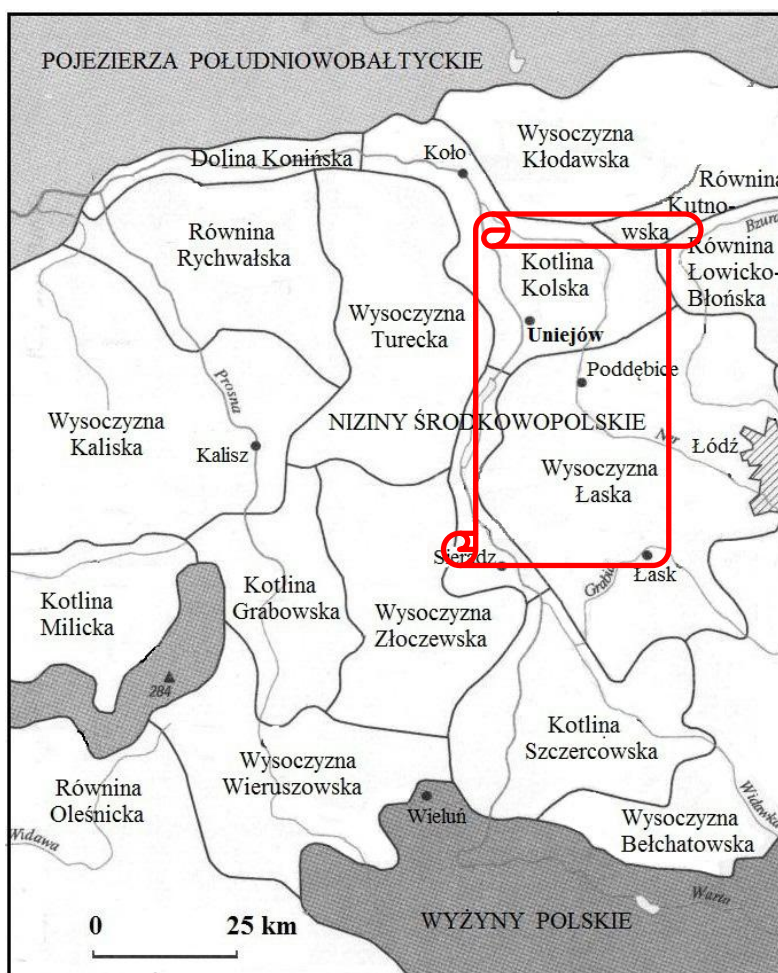 POJEZIERZA POŁUDNIOWOBAŁTYCKIE
Wysoczyzna
Kłodawska
Dolina Konińska
Koło
Równina
Kutno-
wska
Bzura
Równina
Rychwałska
Równina
Łowicko-
Błońska
Kotlina
Kolska
Wysoczyzna
Turecka
Uniejów
Poddębice
Prosna
Wysoczyzna
Kaliska
NIZINY ŚRODKOWOPOLSKIE
Kalisz
Ner
Łódź
Wysoczyzna
Łaska
Sieradz
Łask
Kotlina
Milicka
Kotlina
Grabowska
Wysoczyzna
Złoczewska
284
Kotlina
Szczercowska
Wysoczyzna
Wieruszowska
Równina
Oleśnicka
Wieluń
Widawka
Widawa
Wysoczyzna
Bełchatowska
Warta
0 25 km
WYŻYNY POLSKIE